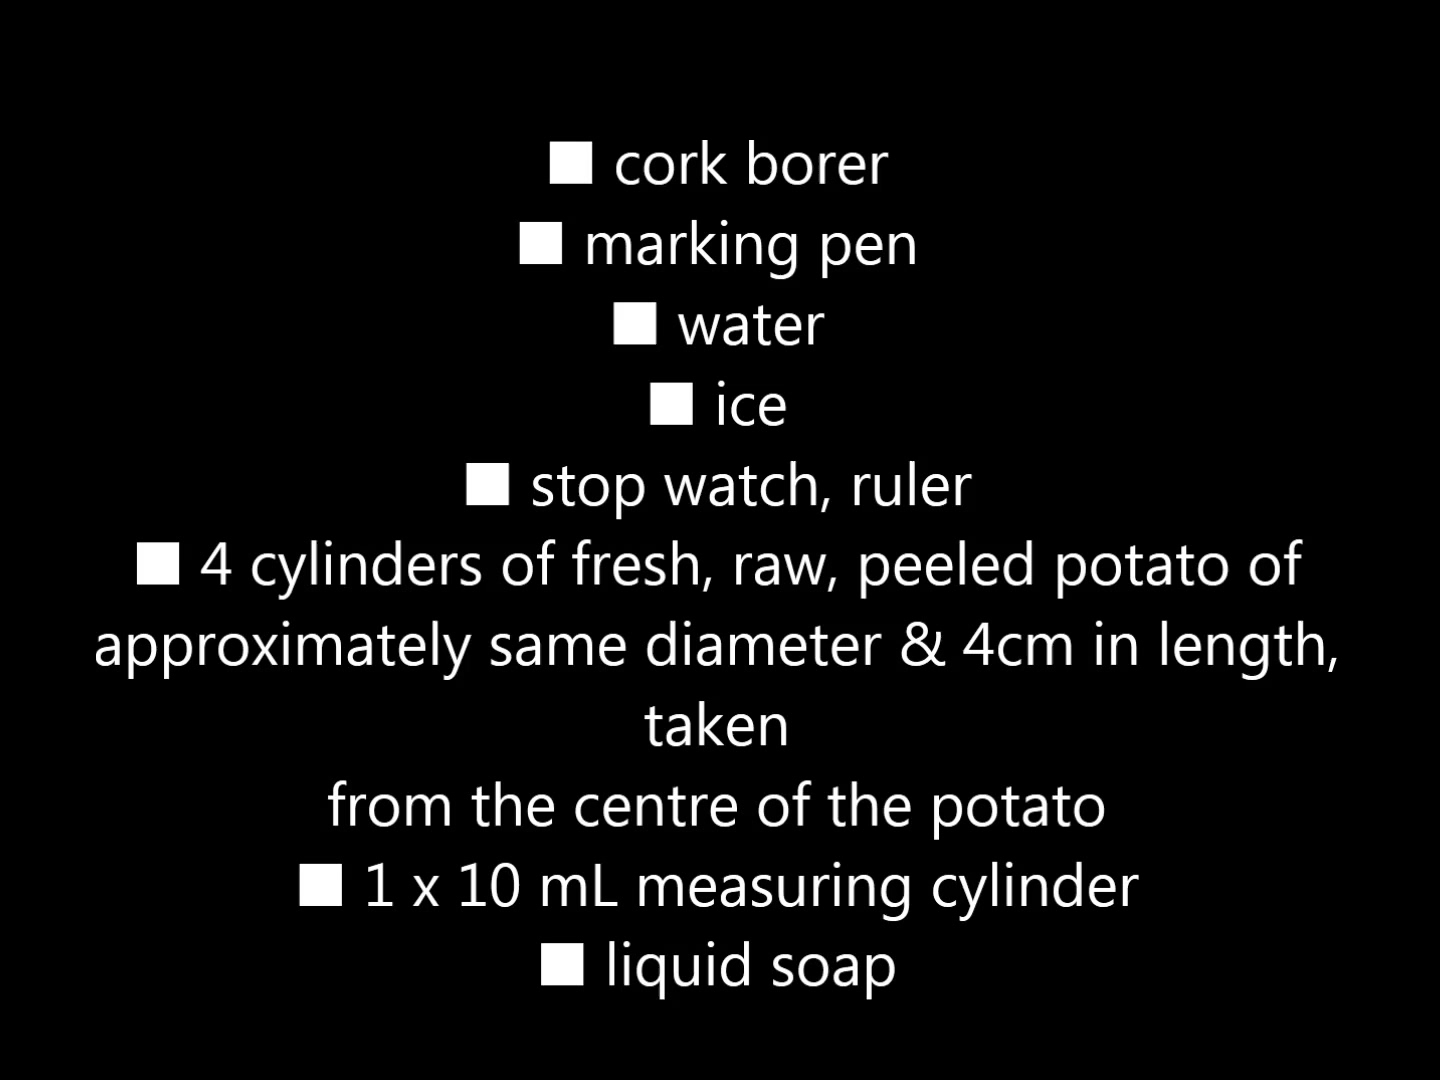 ■ cork borer
■ marking pen
■ water
■ ice
■ stop watch, ruler
■ 4 cylinders of fresh, raw, peeled potato of
approximately same diameter & 4cm in length,
taken
from the centre of the potato
■ 1 x 10 mL measuring cylinder
■ liquid soap